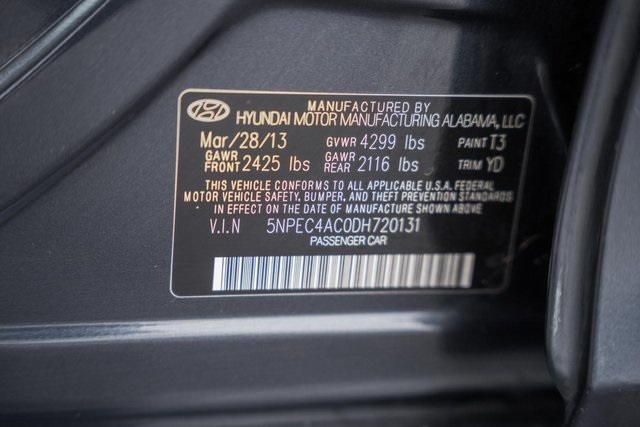 MANUFACTURED BY
HYUNDAI MOTOR MANUFACTURING ALABAMA, LLC
Mar/28/13 GVWR 4299 lbs PAINT T3
GAWR FRONT 2425 lbs GAWR REAR 2116 lbs TRIM YD
THIS VEHICLE CONFORMS TO ALL APPLICABLE U.S.A. FEDERAL
MOTOR VEHICLE SAFETY, BUMPER, AND THEFT PREVENTION STANDARDS
IN EFFECT ON THE DATE OF MANUFACTURE SHOWN ABOVE
V.I.N 5NPEC4AC0DH720131
PASSENGER CAR